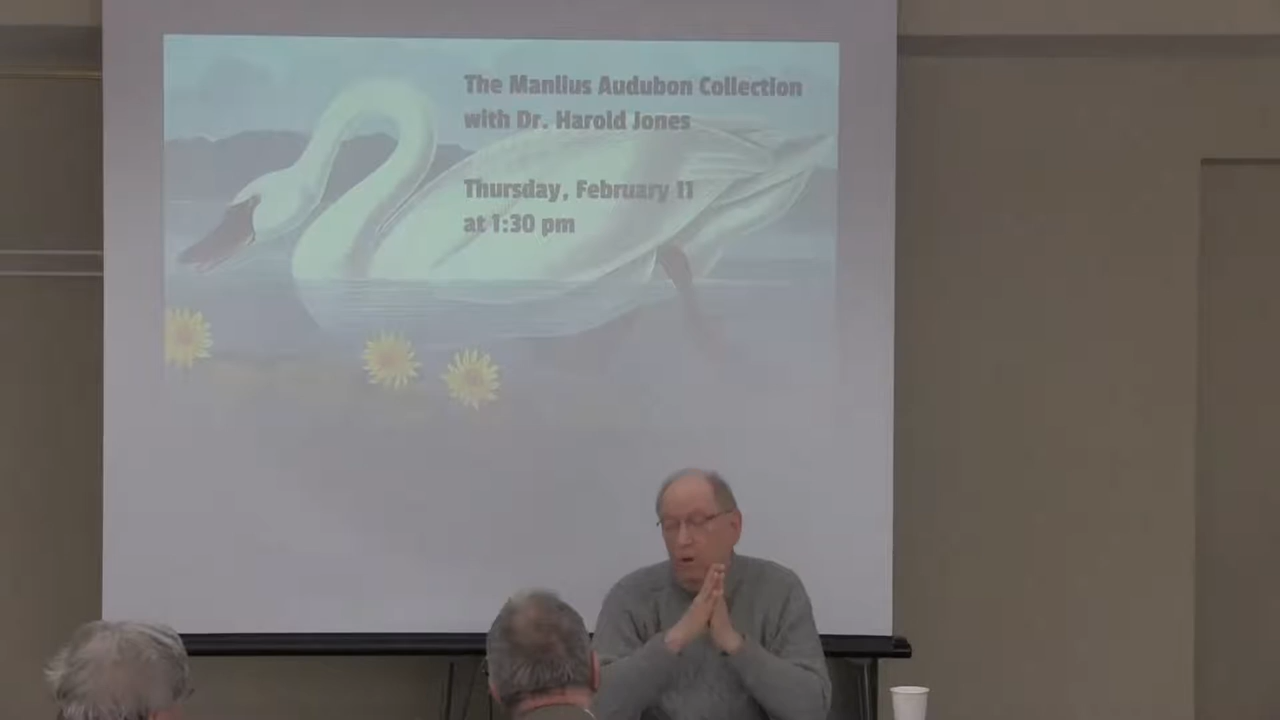 The Manlius Audubon Collection
with Dr. Harold Jones
Thursday, February 11
at 1:30 pm